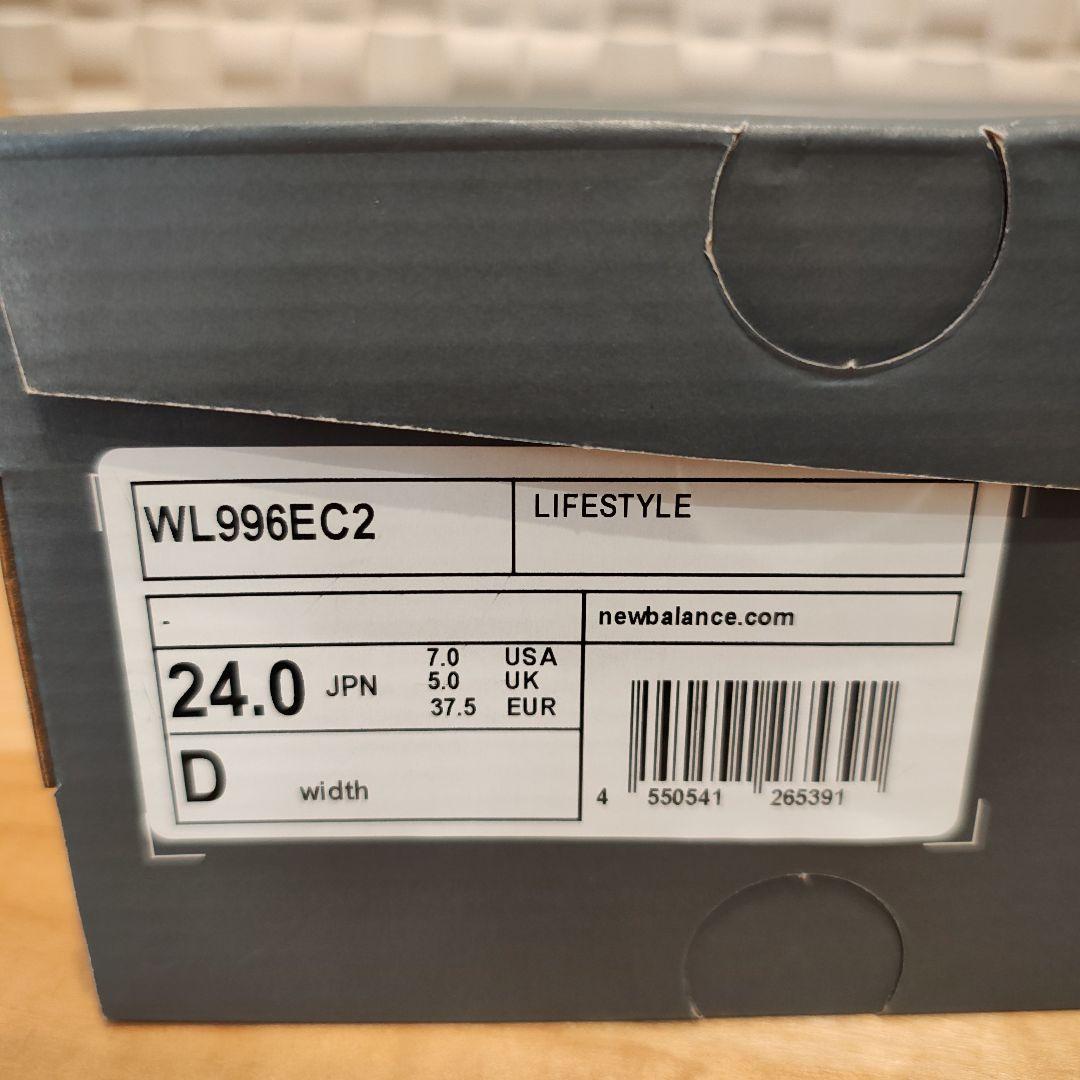 WL996EC2
LIFESTYLE
-
newbalance.com
24.0 JPN
7.0 USA
5.0 UK
37.5 EUR
D width
4 550541 265391